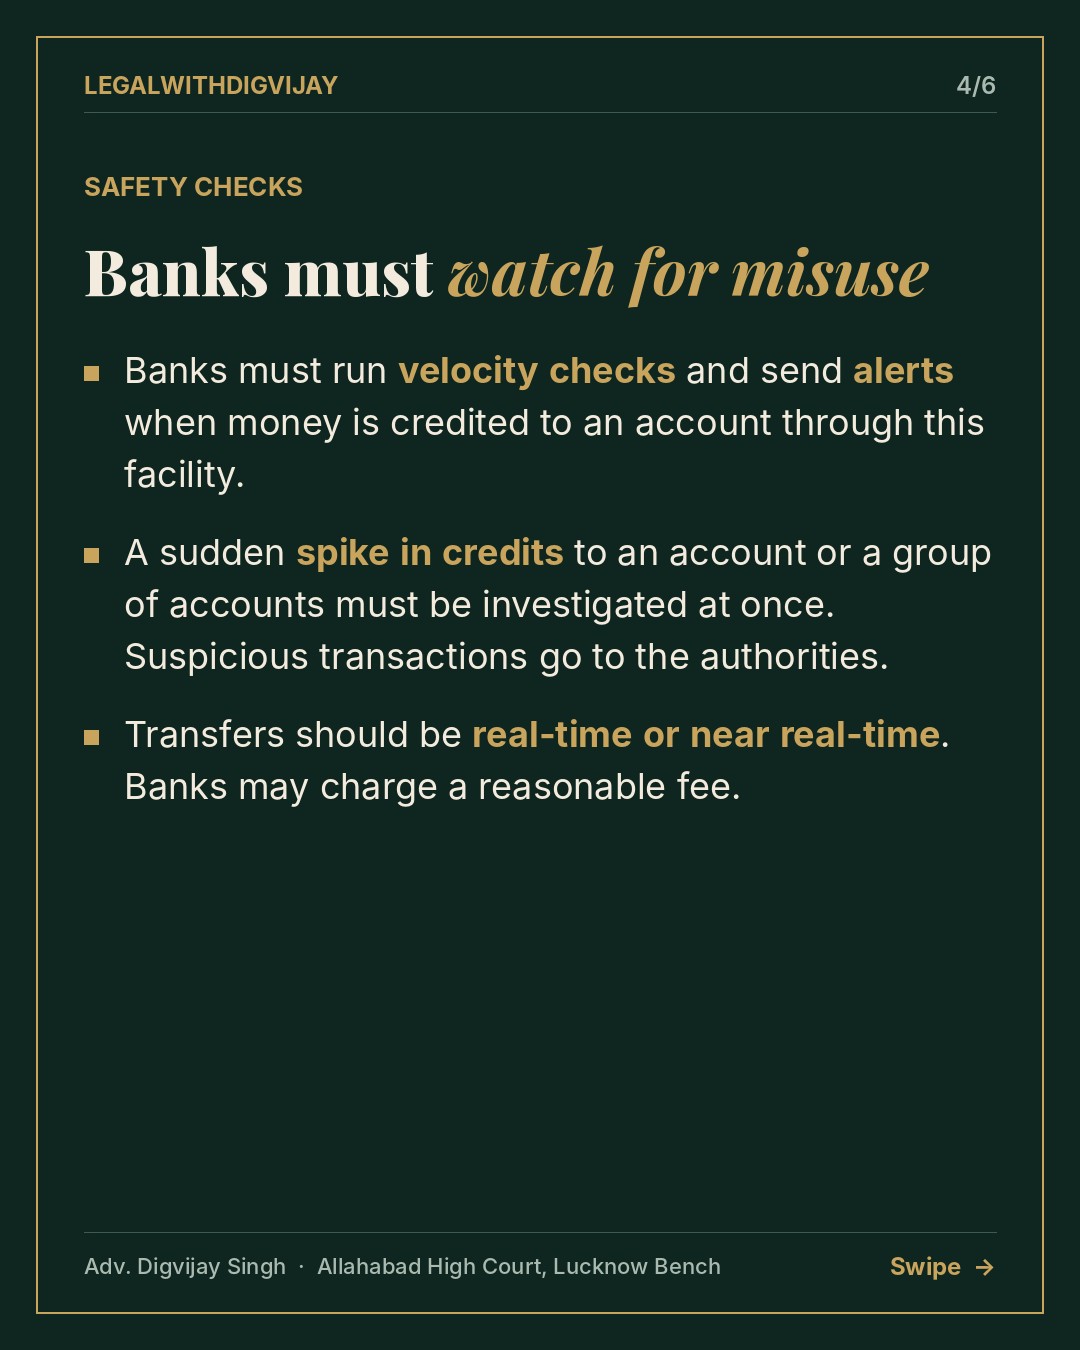 LEGALWITHDIGVIJAY
4/6
SAFETY CHECKS
Banks must watch for misuse
Banks must run velocity checks and send alerts
when money is credited to an account through this
facility.
A sudden spike in credits to an account or a group
of accounts must be investigated at once.
Suspicious transactions go to the authorities.
Transfers should be real-time or near real-time.
Banks may charge a reasonable fee.
Adv. Digvijay Singh · Allahabad High Court, Lucknow Bench
Swipe →